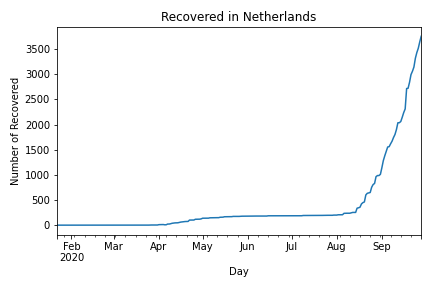 Recovered in Netherlands
Number of Recovered
3500
3000
2500
2000
1500
1000
500
0
Feb Mar Apr May Jun Jul Aug Sep
2020
Day